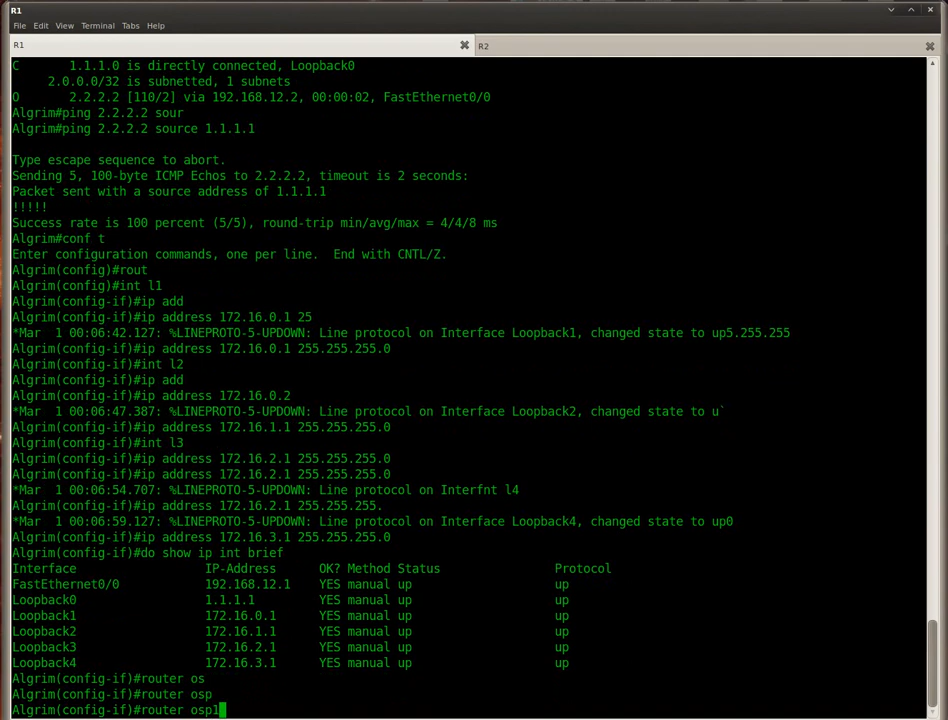 R1
File Edit View Terminal Tabs Help
R1
R2
C       1.1.1.0 is directly connected, Loopback0
     2.0.0.0/32 is subnetted, 1 subnets
O       2.2.2.2 [110/2] via 192.168.12.2, 00:00:02, FastEthernet0/0
Algrim#ping 2.2.2.2 sour
Algrim#ping 2.2.2.2 source 1.1.1.1
Type escape sequence to abort.
Sending 5, 100-byte ICMP Echos to 2.2.2.2, timeout is 2 seconds:
Packet sent with a source address of 1.1.1.1
!!!!!
Success rate is 100 percent (5/5), round-trip min/avg/max = 4/4/8 ms
Algrim#conf t
Enter configuration commands, one per line.  End with CNTL/Z.
Algrim(config)#rout
Algrim(config)#int l1
Algrim(config-if)#ip add
Algrim(config-if)#ip address 172.16.0.1 25
*Mar  1 00:06:42.127: %LINEPROTO-5-UPDOWN: Line protocol on Interface Loopback1, changed state to up5.255.255
Algrim(config-if)#ip address 172.16.0.1 255.255.255.0
Algrim(config-if)#int l2
Algrim(config-if)#ip add
Algrim(config-if)#ip address 172.16.0.2
*Mar  1 00:06:47.387: %LINEPROTO-5-UPDOWN: Line protocol on Interface Loopback2, changed state to u`
Algrim(config-if)#ip address 172.16.1.1 255.255.255.0
Algrim(config-if)#int l3
Algrim(config-if)#ip address 172.16.2.1 255.255.255.0
Algrim(config-if)#ip address 172.16.2.1 255.255.255.0
*Mar  1 00:06:54.707: %LINEPROTO-5-UPDOWN: Line protocol on Interfnt l4
Algrim(config-if)#ip address 172.16.2.1 255.255.255.
*Mar  1 00:06:59.127: %LINEPROTO-5-UPDOWN: Line protocol on Interface Loopback4, changed state to up0
Algrim(config-if)#ip address 172.16.3.1 255.255.255.0
Algrim(config-if)#do show ip int brief
Interface                  IP-Address      OK? Method Status                Protocol
FastEthernet0/0            192.168.12.1    YES manual up                    up
Loopback0                  1.1.1.1         YES manual up                    up
Loopback1                  172.16.0.1      YES manual up                    up
Loopback2                  172.16.1.1      YES manual up                    up
Loopback3                  172.16.2.1      YES manual up                    up
Loopback4                  172.16.3.1      YES manual up                    up
Algrim(config-if)#router os
Algrim(config-if)#router osp
Algrim(config-if)#router osp1